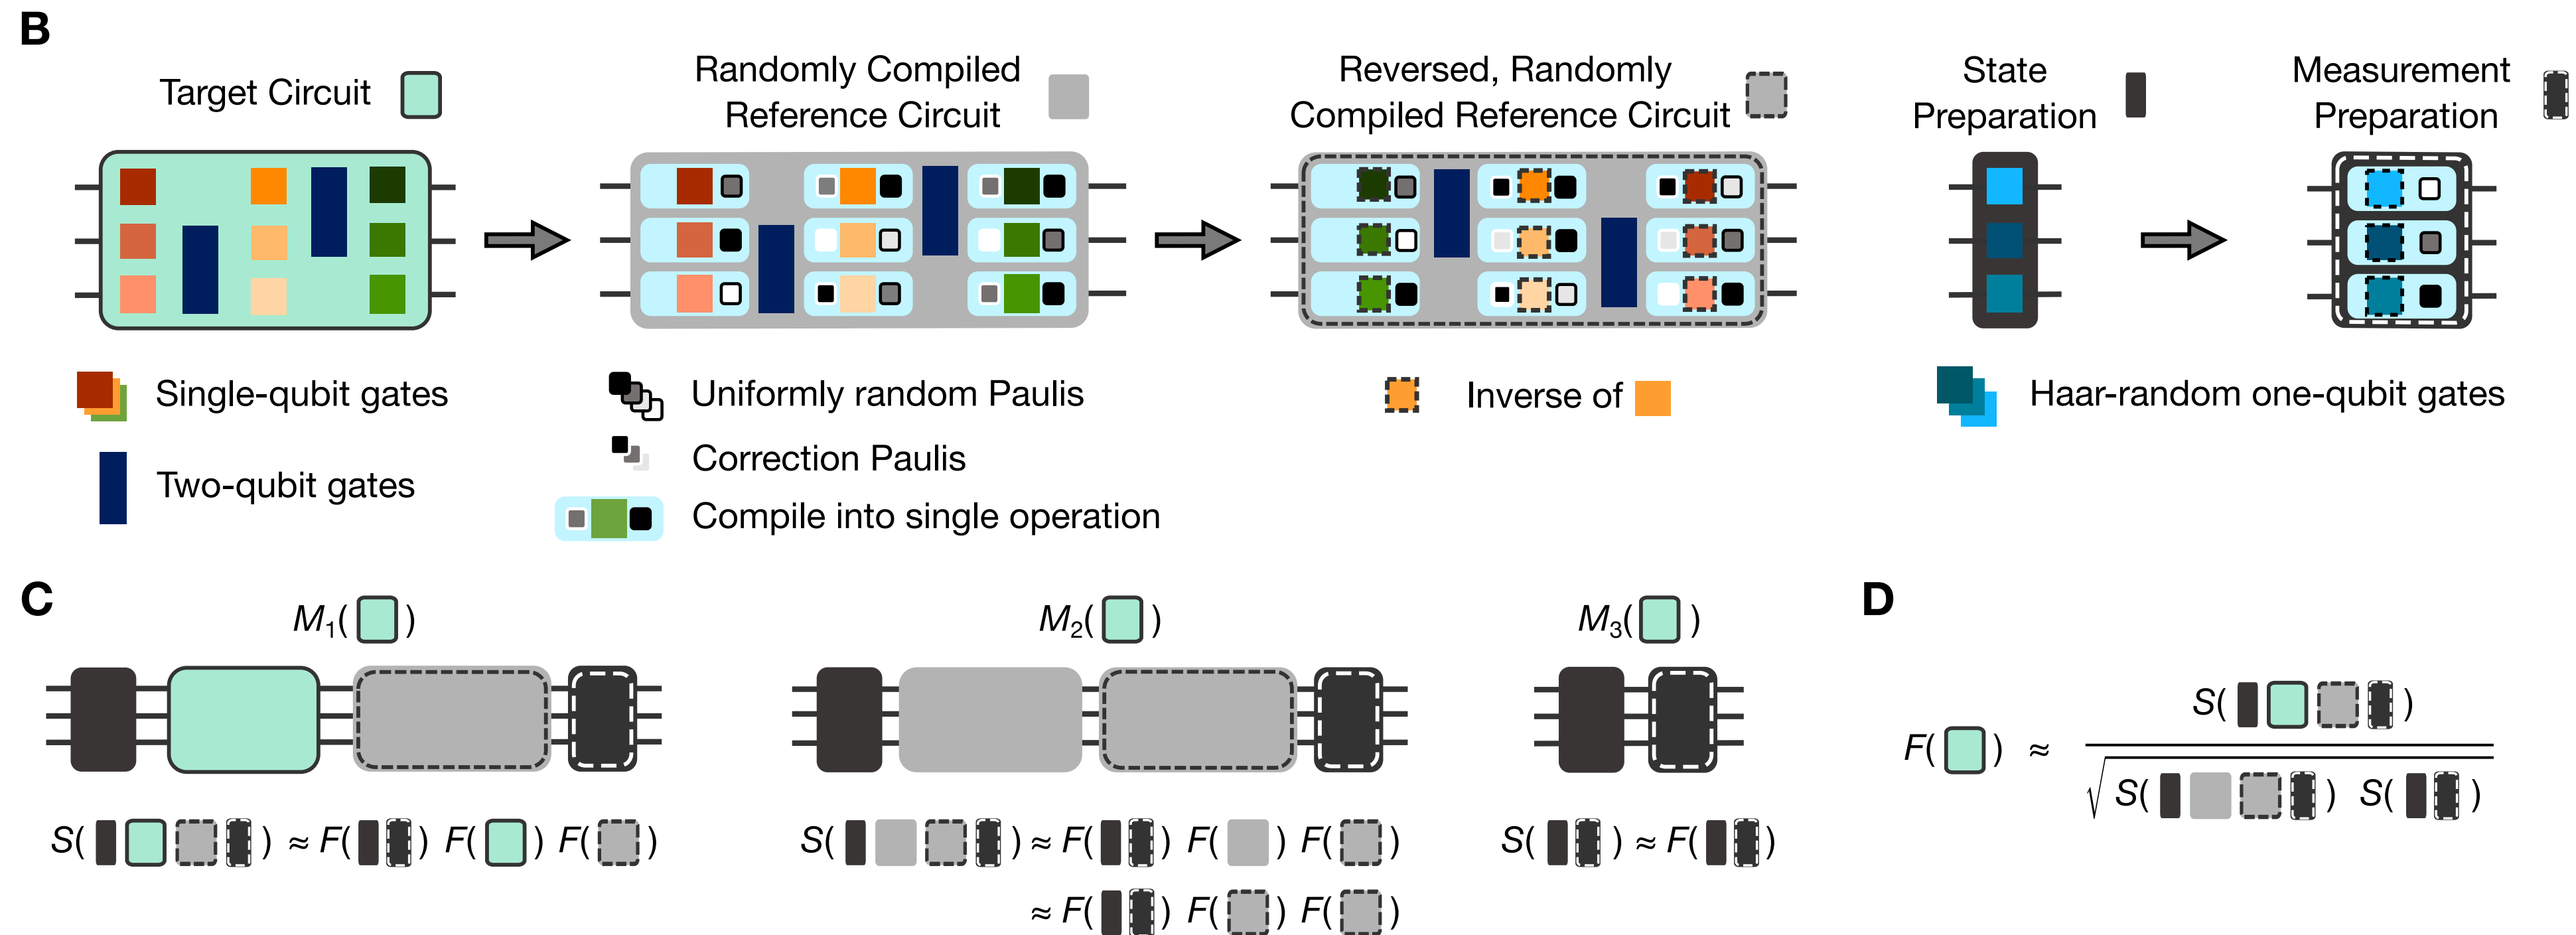 B
Target Circuit
Randomly Compiled
Reference Circuit
Reversed, Randomly
Compiled Reference Circuit
State
Preparation
Measurement
Preparation
Single-qubit gates
Two-qubit gates
Uniformly random Paulis
Correction Paulis
Compile into single operation
Inverse of
Haar-random one-qubit gates
C
M₁( )
M₂( )
M₃( )
S( ) ≈ F( ) F( ) F( )
S( ) ≈ F( ) F( ) F( )
≈ F( ) F( ) F( )
S( ) ≈ F( )
D
F( ) ≈
S( )
√ S( ) S( )